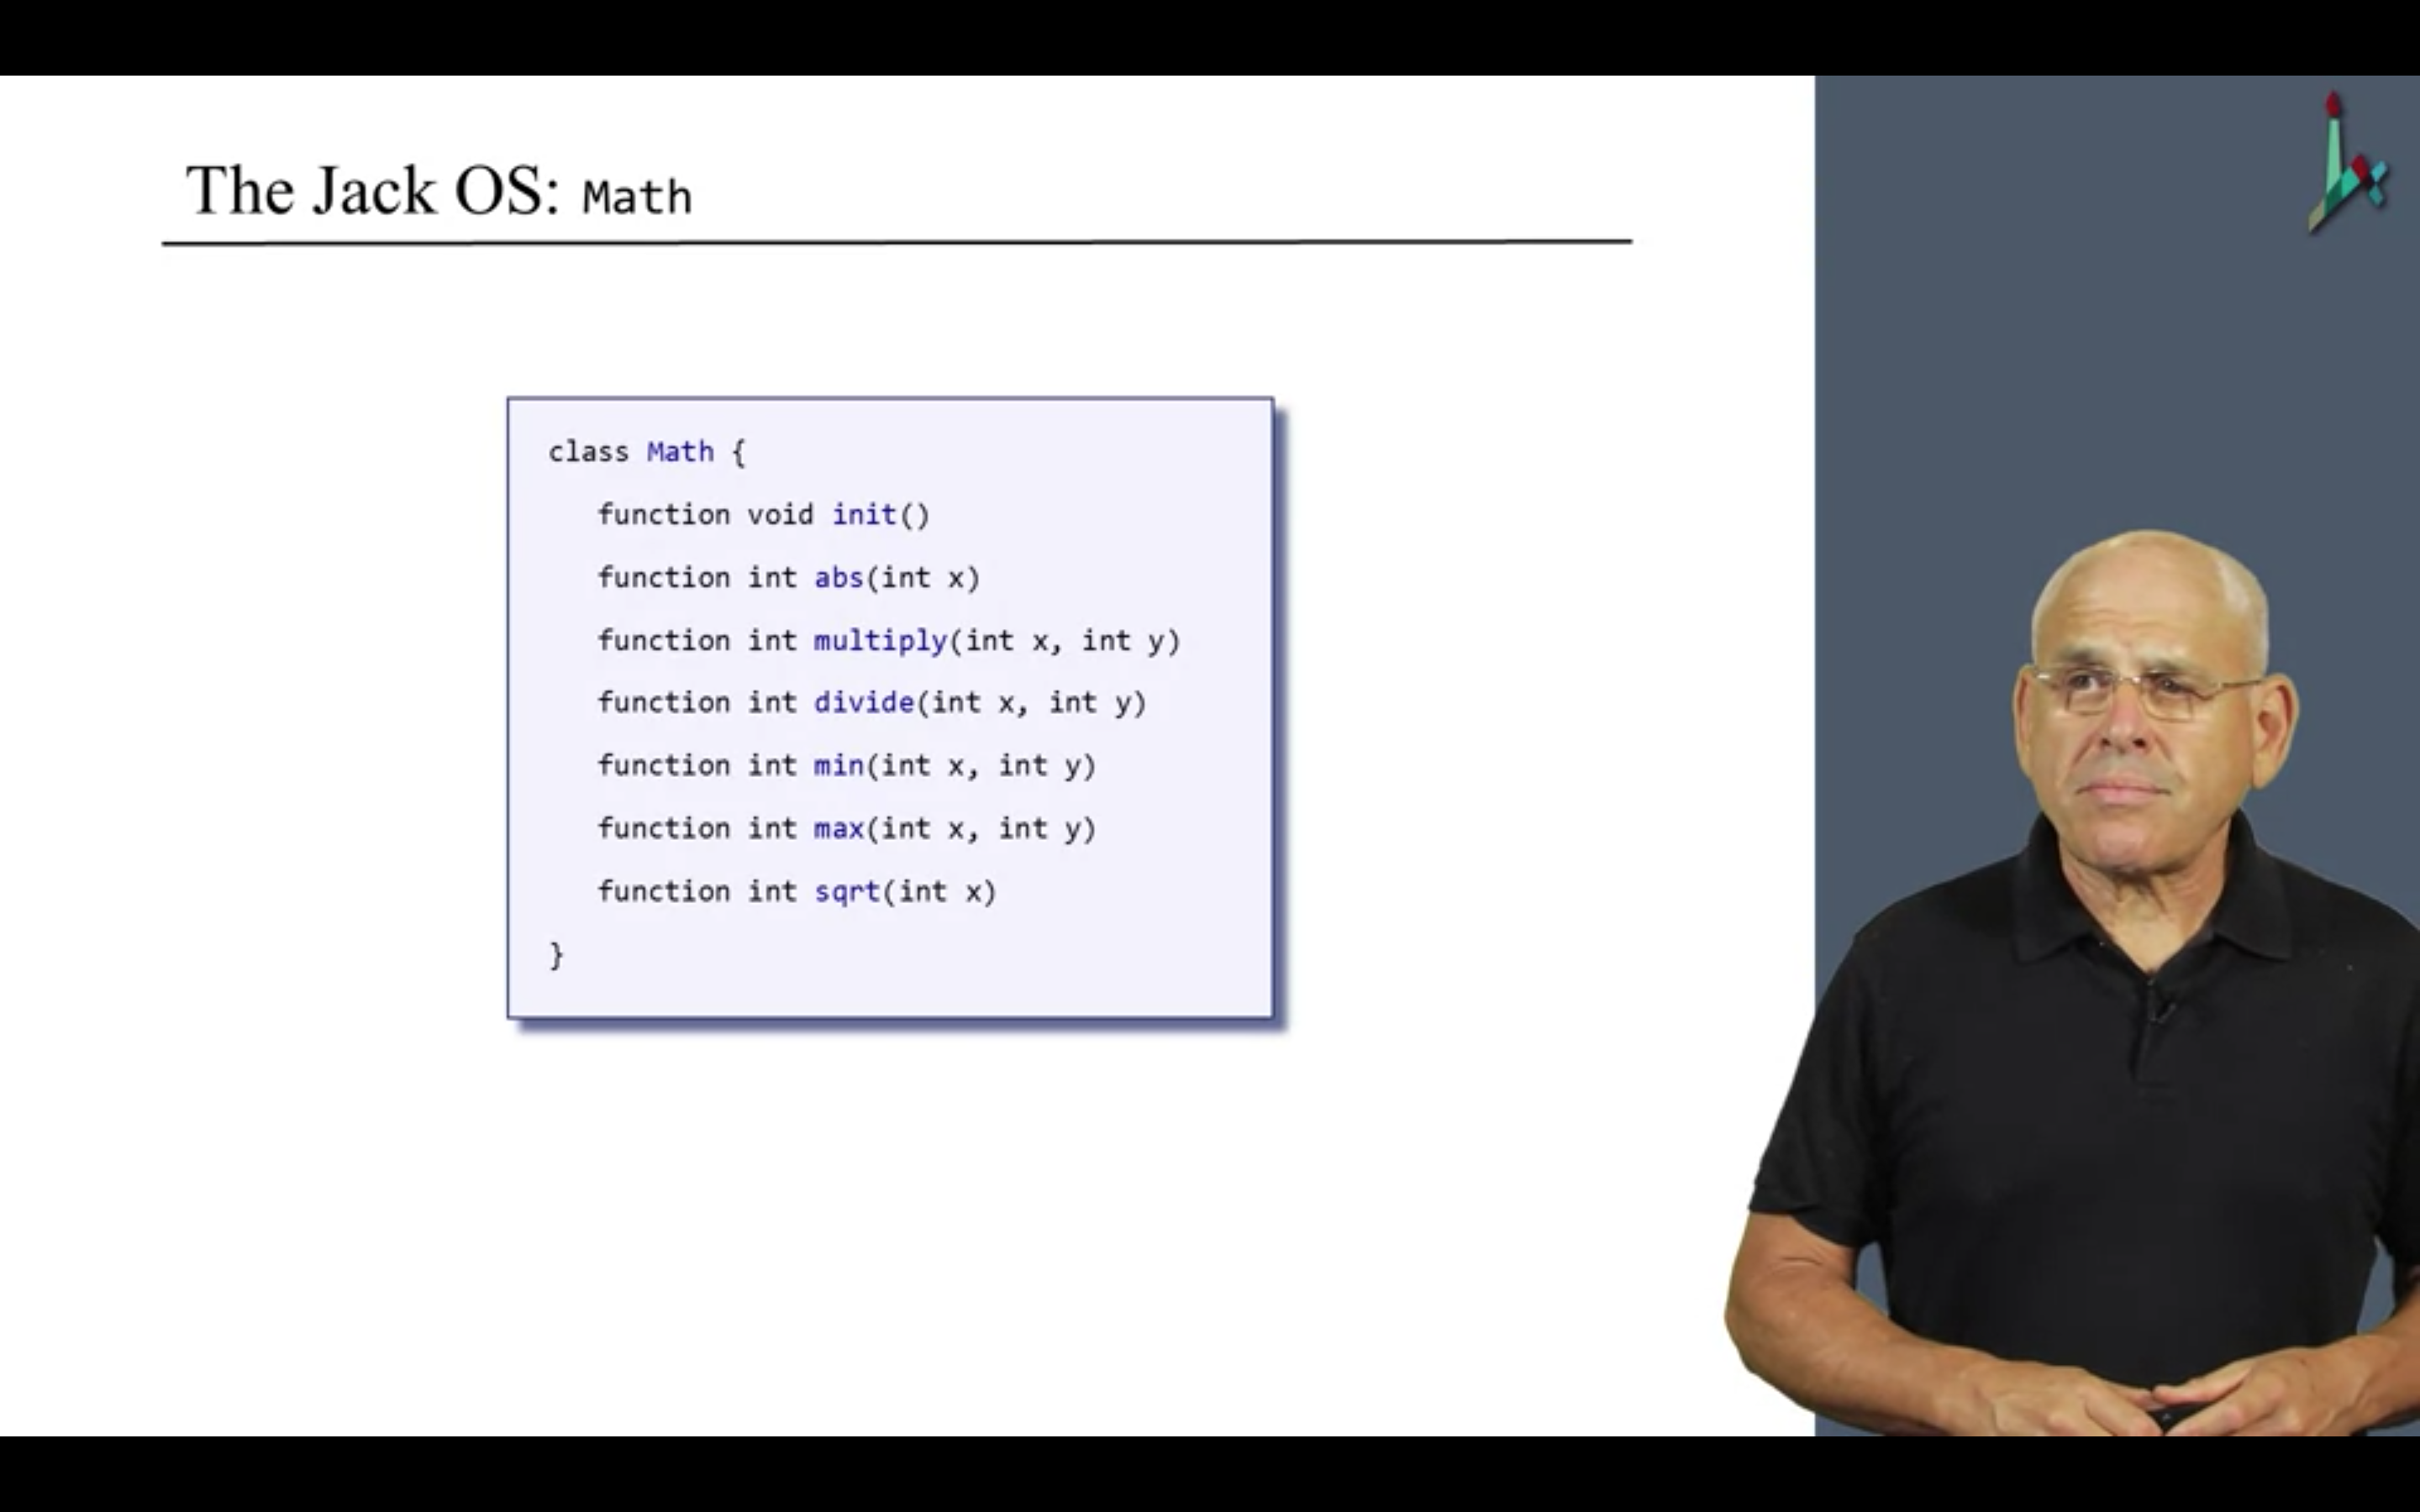 The Jack OS: Math
class Math {
function void init()
function int abs(int x)
function int multiply(int x, int y)
function int divide(int x, int y)
function int min(int x, int y)
function int max(int x, int y)
function int sqrt(int x)
}